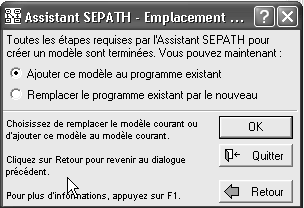 Assistant SEPATH - Emplacement ...
Toutes les étapes requises par l'Assistant SEPATH pour
créer un modèle sont terminées. Vous pouvez maintenant :
Ajouter ce modèle au programme existant
Remplacer le programme existant par le nouveau
Choisissez de remplacer le modèle courant ou
d'ajouter ce modèle au modèle courant.
OK
Cliquez sur Retour pour revenir au dialogue
précédent.
Quitter
Pour plus d'informations, appuyez sur F1.
Retour